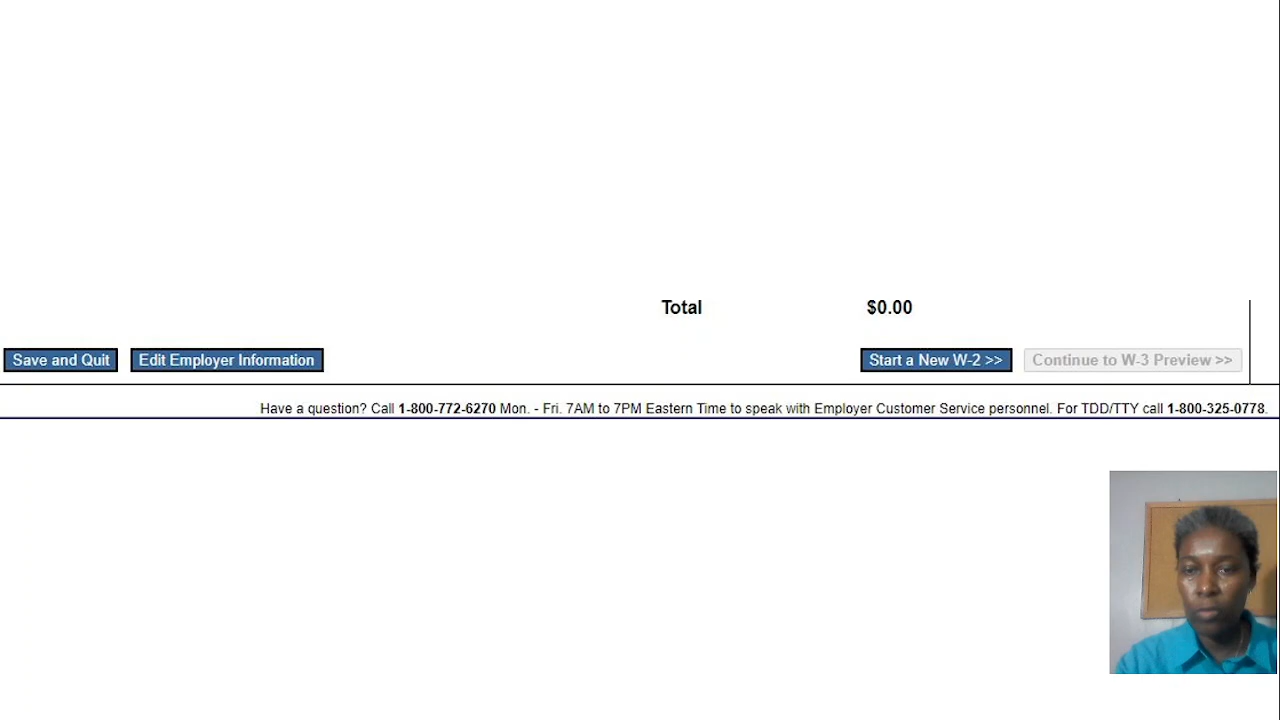 Total $0.00
Save and Quit Edit Employer Information Start a New W-2 >> Continue to W-3 Preview >>
Have a question? Call 1-800-772-6270 Mon. - Fri. 7AM to 7PM Eastern Time to speak with Employer Customer Service personnel. For TDD/TTY call 1-800-325-0778.